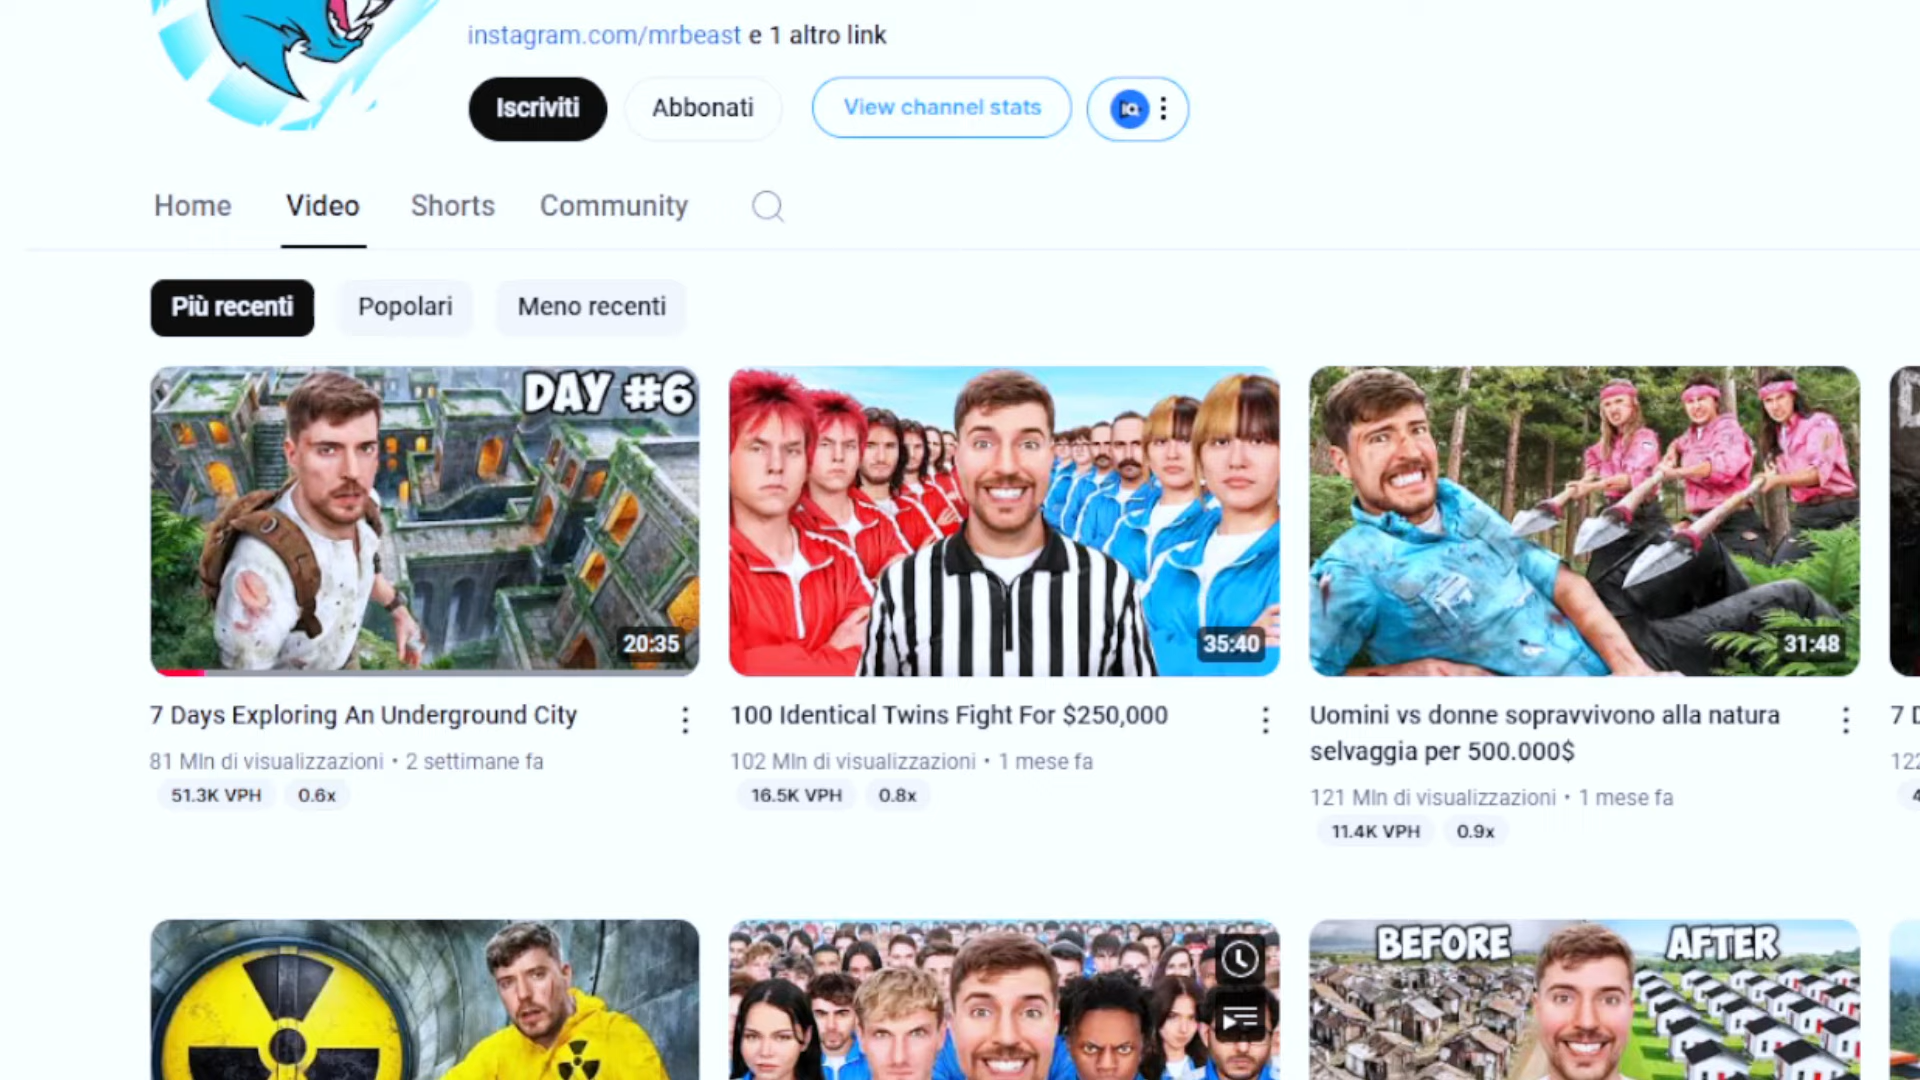 instagram.com/mrbeast e 1 altro link
Iscriviti
Abbonati
View channel stats
Home
Video
Shorts
Community
Più recenti
Popolari
Meno recenti
DAY #6
20:35
35:40
31:48
7 Days Exploring An Underground City
81 Mln di visualizzazioni • 2 settimane fa
51.3K VPH
0.6x
100 Identical Twins Fight For $250,000
102 Mln di visualizzazioni • 1 mese fa
16.5K VPH
0.8x
Uomini vs donne sopravvivono alla natura
selvaggia per 500.000$
121 Mln di visualizzazioni • 1 mese fa
11.4K VPH
0.9x
7
122
4
BEFORE
AFTER